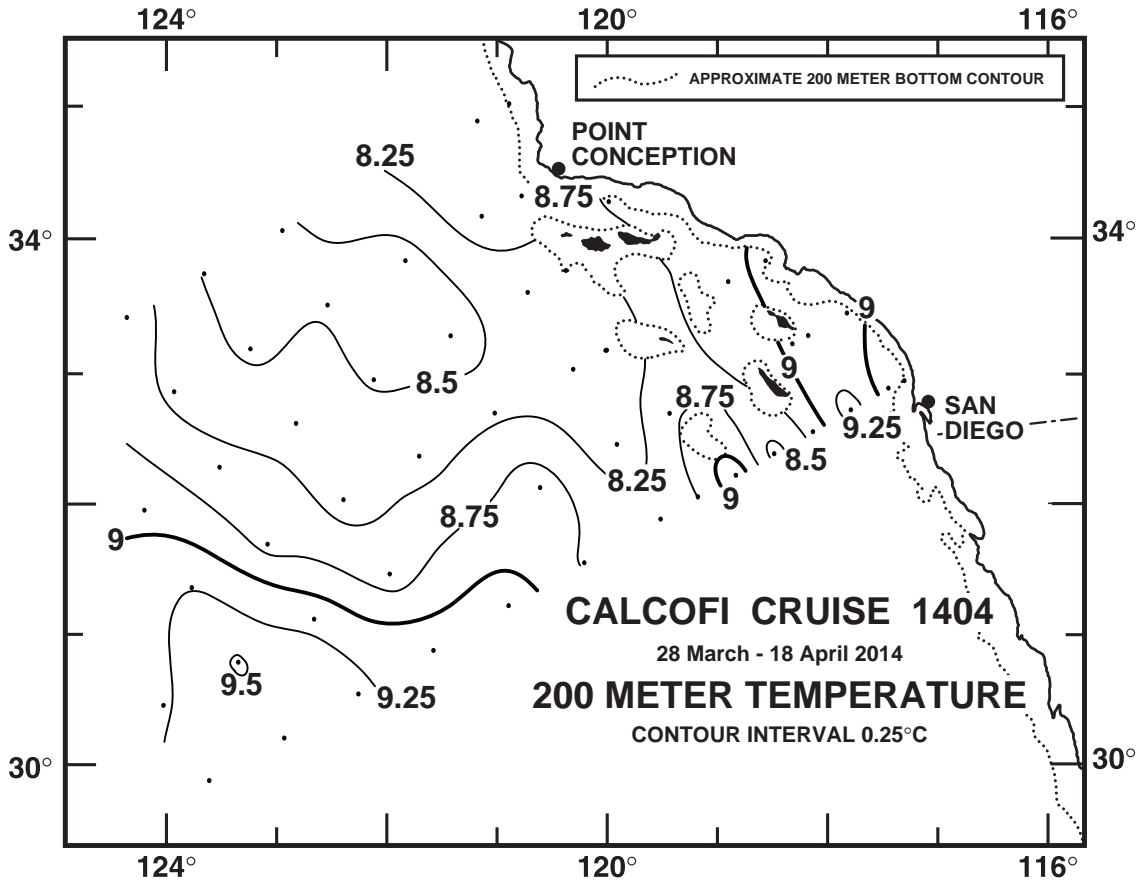 124° 120° 116°
APPROXIMATE 200 METER BOTTOM CONTOUR
POINT
CONCEPTION
8.25
8.75
34° 34°
9
8.5
9
8.75
SAN
DIEGO
9.25
8.5
8.25
9
8.75
9
CALCOFI CRUISE 1404
28 March - 18 April 2014
9.5
9.25
200 METER TEMPERATURE
CONTOUR INTERVAL 0.25°C
30° 30°
124° 120° 116°